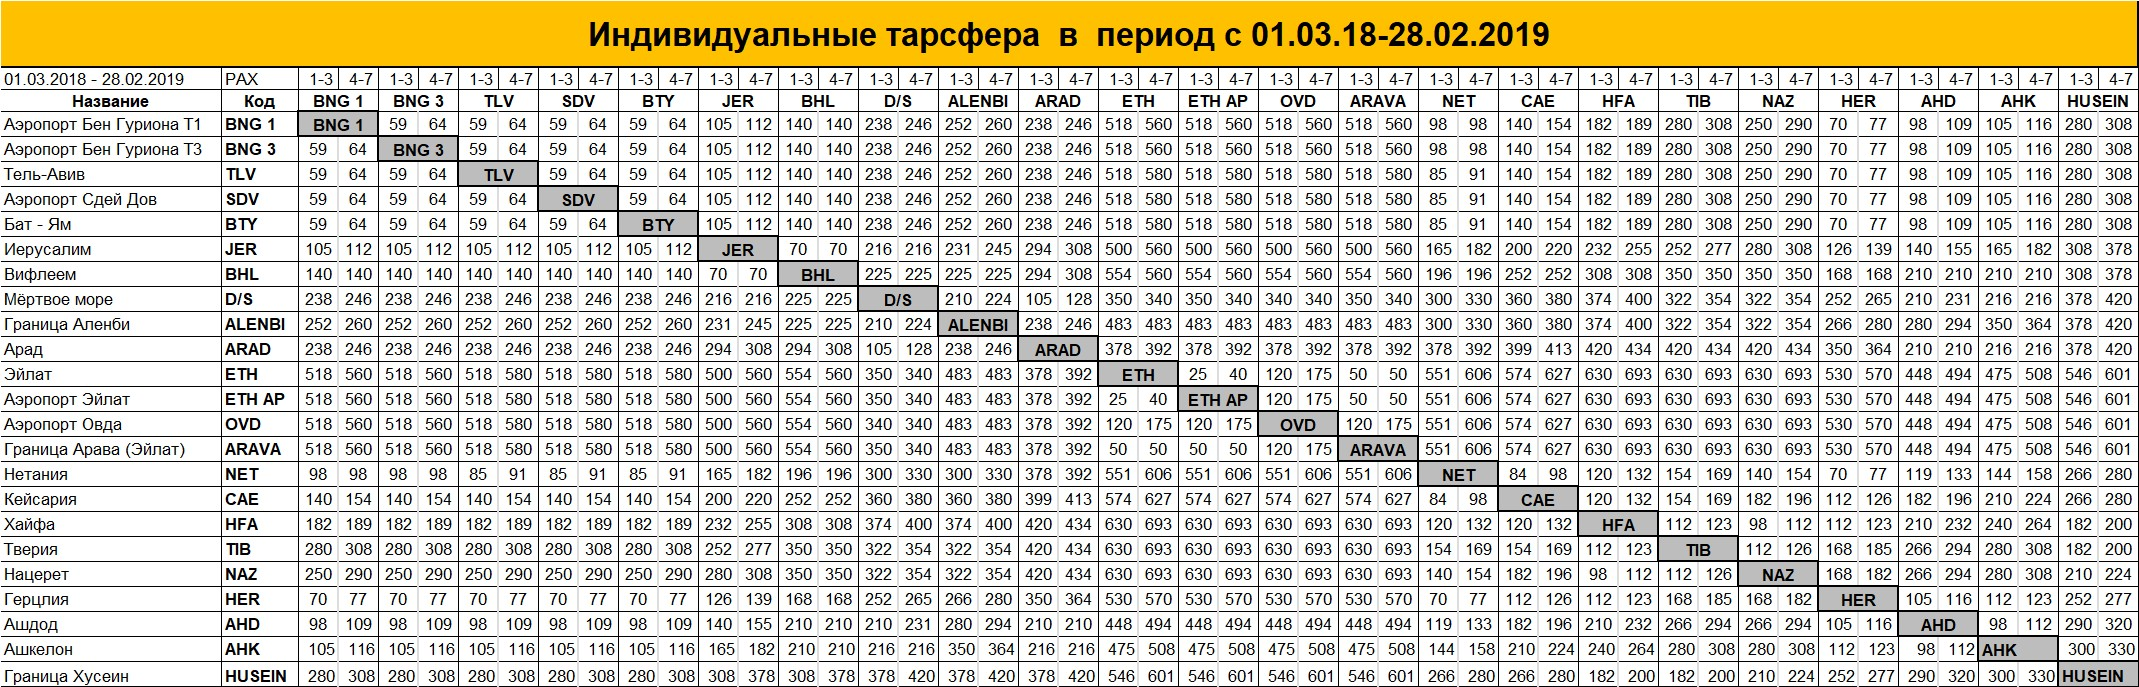 Индивидуальные тарсфера в период с 01.03.18-28.02.2019
01.03.2018 - 28.02.2019 PAX 1-3 4-7 1-3 4-7 1-3 4-7 1-3 4-7 1-3 4-7 1-3 4-7 1-3 4-7 1-3 4-7 1-3 4-7 1-3 4-7 1-3 4-7 1-3 4-7 1-3 4-7 1-3 4-7 1-3 4-7 1-3 4-7 1-3 4-7 1-3 4-7 1-3 4-7 1-3 4-7 1-3 4-7 1-3 4-7 1-3 4-7
Название Код BNG 1 BNG 3 TLV SDV BTY JER BHL D/S ALENBI ARAD ETH ETH AP OVD ARAVA NET CAE HFA TIB NAZ HER AHD AHK HUSEIN
Аэропорт Бен Гуриона Т1 BNG 1 BNG 1 59 64 59 64 59 64 59 64 105 112 140 140 238 246 252 260 238 246 518 560 518 560 518 560 518 560 98 98 140 154 182 189 280 308 250 290 70 77 98 109 105 116 280 308
Аэропорт Бен Гуриона Т3 BNG 3 59 64 BNG 3 59 64 59 64 59 64 105 112 140 140 238 246 252 260 238 246 518 560 518 560 518 560 518 560 98 98 140 154 182 189 280 308 250 290 70 77 98 109 105 116 280 308
Тель-Авив TLV 59 64 59 64 TLV 59 64 59 64 105 112 140 140 238 246 252 260 238 246 518 580 518 580 518 580 518 580 85 91 140 154 182 189 280 308 250 290 70 77 98 109 105 116 280 308
Аэропорт Сдей Дов SDV 59 64 59 64 59 64 SDV 59 64 105 112 140 140 238 246 252 260 238 246 518 580 518 580 518 580 518 580 85 91 140 154 182 189 280 308 250 290 70 77 98 109 105 116 280 308
Бат - Ям BTY 59 64 59 64 59 64 59 64 BTY 105 112 140 140 238 246 252 260 238 246 518 580 518 580 518 580 518 580 85 91 140 154 182 189 280 308 250 290 70 77 98 109 105 116 280 308
Иерусалим JER 105 112 105 112 105 112 105 112 105 112 JER 70 70 216 216 231 245 294 308 500 560 500 560 500 560 500 560 165 182 200 220 232 255 252 277 280 308 126 139 140 155 165 182 308 378
Вифлеем BHL 140 140 140 140 140 140 140 140 140 140 70 70 BHL 225 225 225 225 294 308 554 560 554 560 554 560 554 560 196 196 252 252 308 308 350 350 350 350 168 168 210 210 210 210 308 378
Мёртвое море D/S 238 246 238 246 238 246 238 246 238 246 216 216 225 225 D/S 210 224 105 128 350 340 350 340 340 340 350 340 300 330 360 380 374 400 322 354 322 354 252 265 210 231 216 216 378 420
Граница Аленби ALENBI 252 260 252 260 252 260 252 260 252 260 231 245 225 225 210 224 ALENBI 238 246 483 483 483 483 483 483 483 483 300 330 360 380 374 400 322 354 322 354 266 280 280 294 350 364 378 420
Арад ARAD 238 246 238 246 238 246 238 246 238 246 294 308 294 308 105 128 238 246 ARAD 378 392 378 392 378 392 378 392 378 392 399 413 420 434 420 434 420 434 350 364 210 210 216 216 378 420
Эйлат ETH 518 560 518 560 518 580 518 580 518 580 500 560 554 560 350 340 483 483 378 392 ETH 25 40 120 175 50 50 551 606 574 627 630 693 630 693 630 693 530 570 448 494 475 508 546 601
Аэропорт Эйлат ETH AP 518 560 518 560 518 580 518 580 518 580 500 560 554 560 350 340 483 483 378 392 25 40 ETH AP 120 175 50 50 551 606 574 627 630 693 630 693 630 693 530 570 448 494 475 508 546 601
Аэропорт Овда OVD 518 560 518 560 518 580 518 580 518 580 500 560 554 560 340 340 483 483 378 392 120 175 120 175 OVD 120 175 551 606 574 627 630 693 630 693 630 693 530 570 448 494 475 508 546 601
Граница Арава (Эйлат) ARAVA 518 560 518 560 518 580 518 580 518 580 500 560 554 560 350 340 483 483 378 392 50 50 50 50 120 175 ARAVA 551 606 574 627 630 693 630 693 630 693 530 570 448 494 475 508 546 601
Нетания NET 98 98 98 98 85 91 85 91 85 91 165 182 196 196 300 330 300 330 378 392 551 606 551 606 551 606 551 606 NET 84 98 120 132 154 169 140 154 70 77 119 133 144 158 266 280
Кейсария CAE 140 154 140 154 140 154 140 154 140 154 200 220 252 252 360 380 360 380 399 413 574 627 574 627 574 627 574 627 84 98 CAE 120 132 154 169 182 196 112 126 182 196 210 224 266 280
Хайфа HFA 182 189 182 189 182 189 182 189 182 189 232 255 308 308 374 400 374 400 420 434 630 693 630 693 630 693 630 693 120 132 120 132 HFA 112 123 98 112 112 123 210 232 240 264 182 200
Тверия TIB 280 308 280 308 280 308 280 308 280 308 252 277 350 350 322 354 322 354 420 434 630 693 630 693 630 693 630 693 154 169 154 169 112 123 TIB 112 126 168 185 266 294 280 308 182 200
Нацерет NAZ 250 290 250 290 250 290 250 290 250 290 280 308 350 350 322 354 322 354 420 434 630 693 630 693 630 693 630 693 140 154 182 196 98 112 112 126 NAZ 168 182 266 294 280 308 210 224
Герцлия HER 70 77 70 77 70 77 70 77 70 77 126 139 168 168 252 265 266 280 350 364 530 570 530 570 530 570 530 570 70 77 112 126 112 123 168 185 168 182 HER 105 116 112 123 252 277
Ашдод AHD 98 109 98 109 98 109 98 109 98 109 140 155 210 210 210 231 280 294 210 210 448 494 448 494 448 494 448 494 119 133 182 196 210 232 266 294 266 294 105 116 AHD 98 112 290 320
Ашкелон AHK 105 116 105 116 105 116 105 116 105 116 165 182 210 210 216 216 350 364 216 216 475 508 475 508 475 508 475 508 144 158 210 224 240 264 280 308 280 308 112 123 98 112 AHK 300 330
Граница Хусеин HUSEIN 280 308 280 308 280 308 280 308 280 308 308 378 308 378 378 420 378 420 378 420 546 601 546 601 546 601 546 601 266 280 266 280 182 200 182 200 210 224 252 277 290 320 300 330 HUSEIN